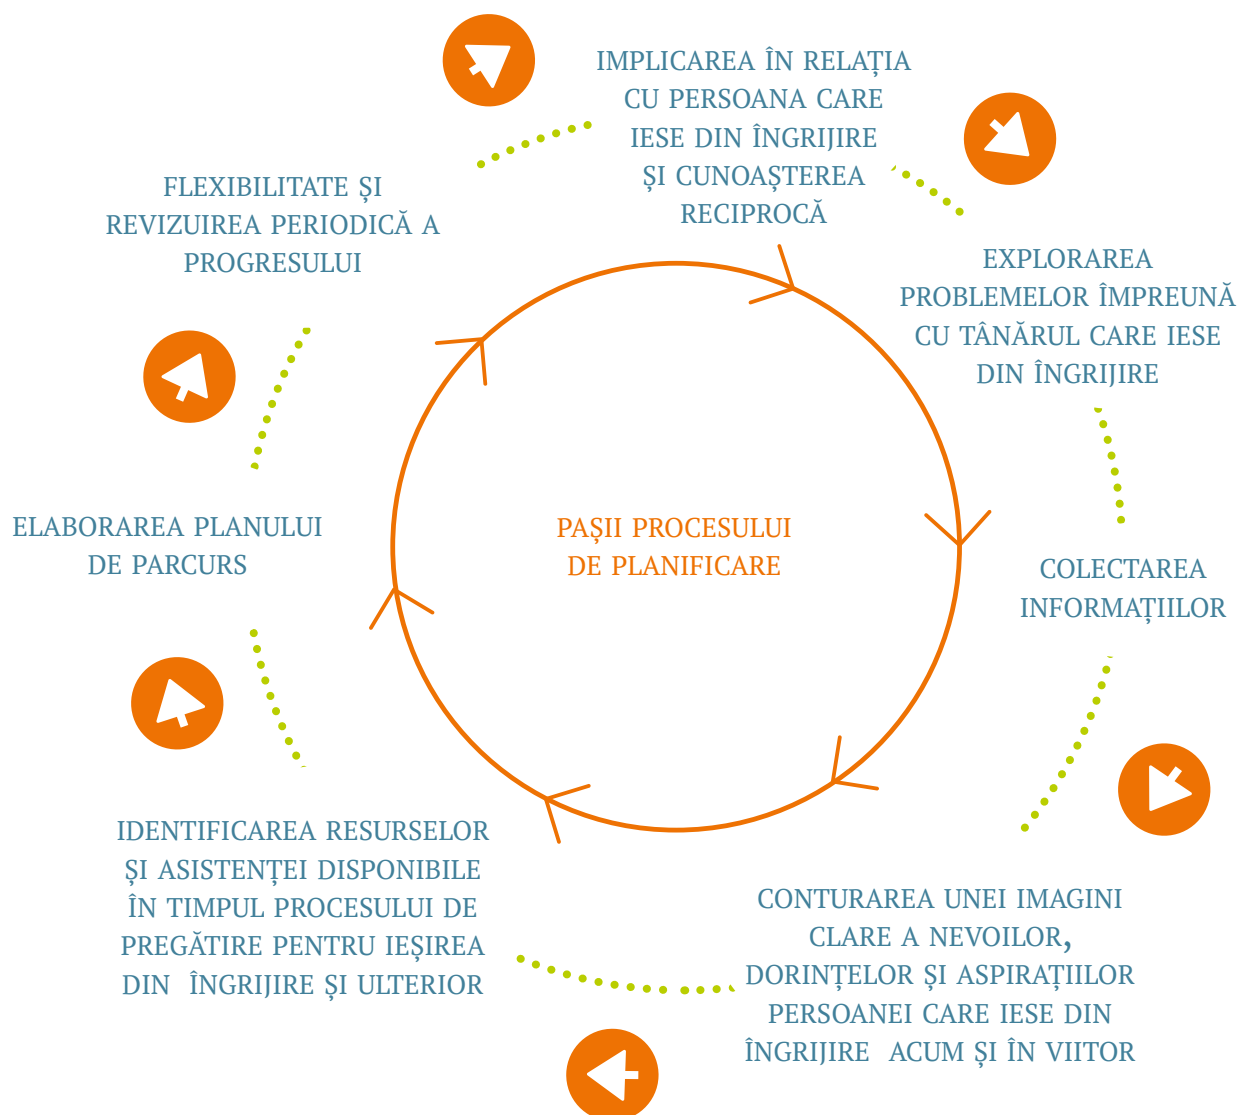 IMPLICAREA ÎN RELAȚIA
CU PERSOANA CARE
IESE DIN ÎNGRIJIRE
ȘI CUNOAȘTEREA
RECIPROCĂ
EXPLORAREA
PROBLEMELOR ÎMPREUNĂ
CU TÂNĂRUL CARE IESE
DIN ÎNGRIJIRE
COLECTAREA
INFORMAȚIILOR
CONTURAREA UNEI IMAGINI
CLARE A NEVOILOR,
DORINȚELOR ȘI ASPIRAȚIILOR
PERSOANEI CARE IESE DIN
ÎNGRIJIRE ACUM ȘI ÎN VIITOR
IDENTIFICAREA RESURSELOR
ȘI ASISTENȚEI DISPONIBILE
ÎN TIMPUL PROCESULUI DE
PREGĂTIRE PENTRU IEȘIREA
DIN ÎNGRIJIRE ȘI ULTERIOR
ELABORAREA PLANULUI
DE PARCURS
FLEXIBILITATE ȘI
REVIZUIREA PERIODICĂ A
PROGRESULUI
PAȘII PROCESULUI
DE PLANIFICARE